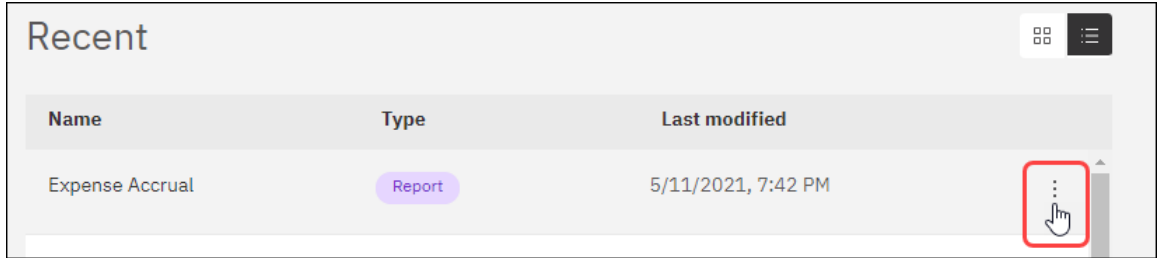 Recent
Name Type Last modified
Expense Accrual Report 5/11/2021, 7:42 PM